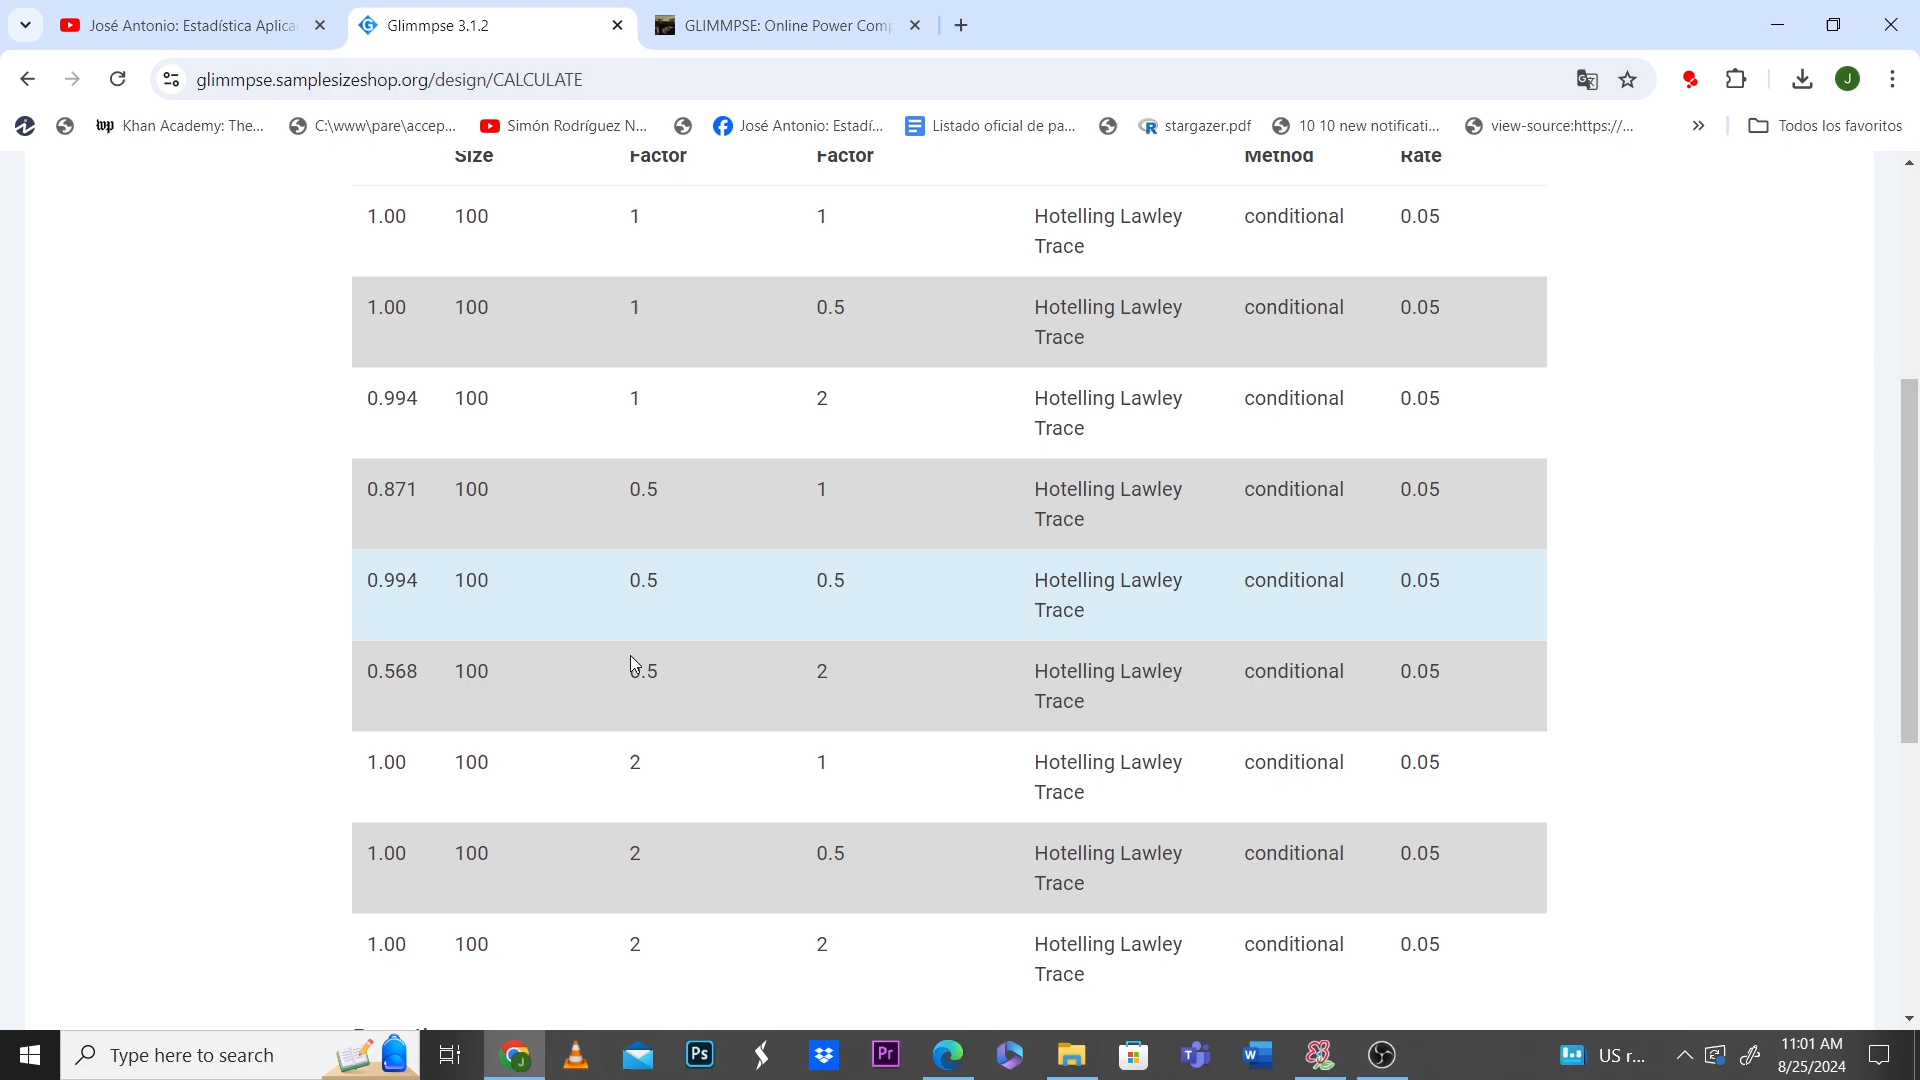 José Antonio: Estadística Aplica
Glimmpse 3.1.2
GLIMMPSE: Online Power Comp
glimmpse.samplesizeshop.org/design/CALCULATE
J
wp Khan Academy: The...
C:\www\pare\accep...
Simón Rodríguez N...
José Antonio: Estadí...
Listado oficial de pa...
stargazer.pdf
10 10 new notificati...
view-source:https://...
Todos los favoritos
Size Factor Factor Method Rate
1.00 100 1 1 Hotelling Lawley conditional 0.05
Trace
1.00 100 1 0.5 Hotelling Lawley conditional 0.05
Trace
0.994 100 1 2 Hotelling Lawley conditional 0.05
Trace
0.871 100 0.5 1 Hotelling Lawley conditional 0.05
Trace
0.994 100 0.5 0.5 Hotelling Lawley conditional 0.05
Trace
0.568 100 0.5 2 Hotelling Lawley conditional 0.05
Trace
1.00 100 2 1 Hotelling Lawley conditional 0.05
Trace
1.00 100 2 0.5 Hotelling Lawley conditional 0.05
Trace
1.00 100 2 2 Hotelling Lawley conditional 0.05
Trace
Type here to search
Ps
Pr
US r...
11:01 AM
8/25/2024